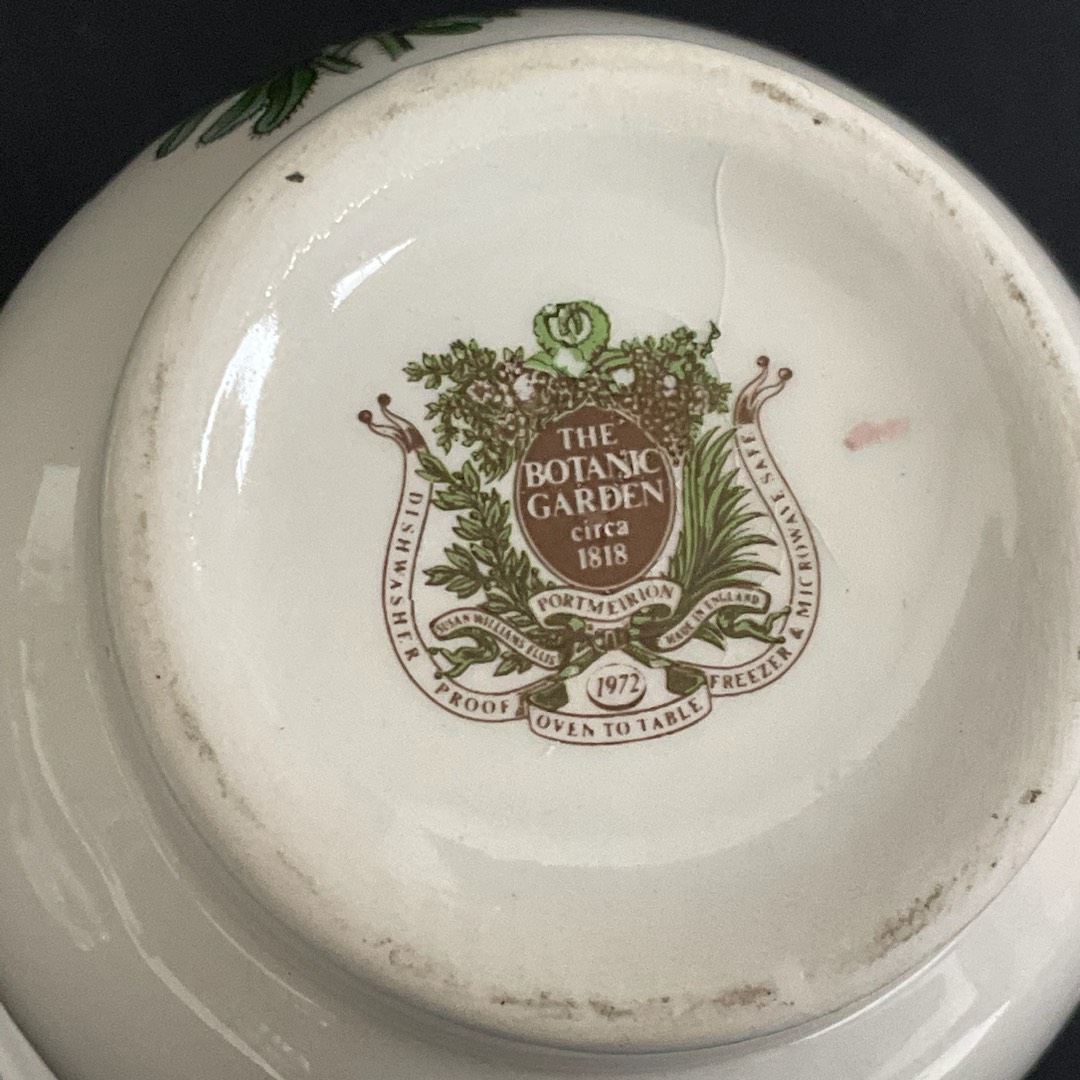 THE
BOTANIC
GARDEN
circa
1818
PORTMEIRION
SUSAN WILLIAMS ELLIS
MADE IN ENGLAND
1972
DISHWASHER
PROOF
OVEN TO TABLE
FREEZER & MICROWAVE SAFE